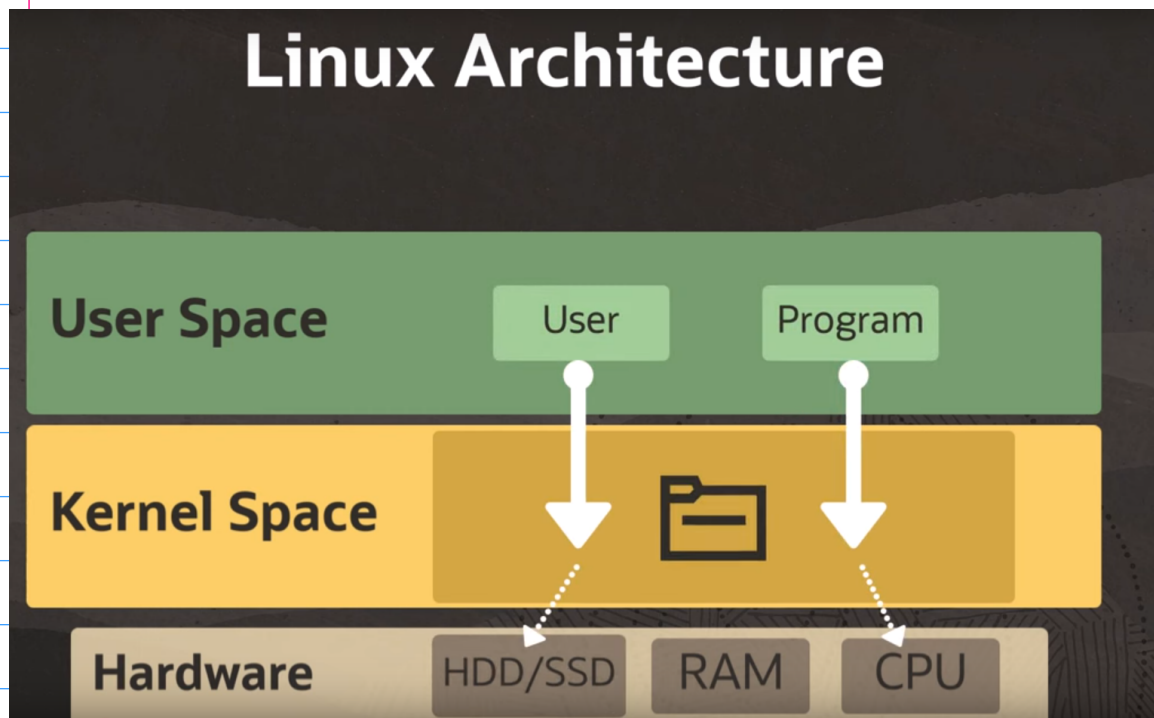 Linux Architecture
User Space
User
Program
Kernel Space
Hardware
HDD/SSD
RAM
CPU